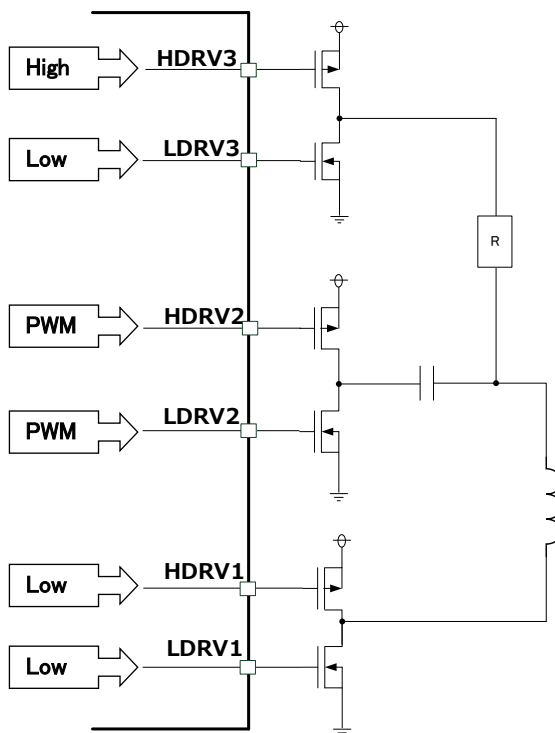 High
HDRV3
Low
LDRV3
R
PWM
HDRV2
PWM
LDRV2
Low
HDRV1
Low
LDRV1